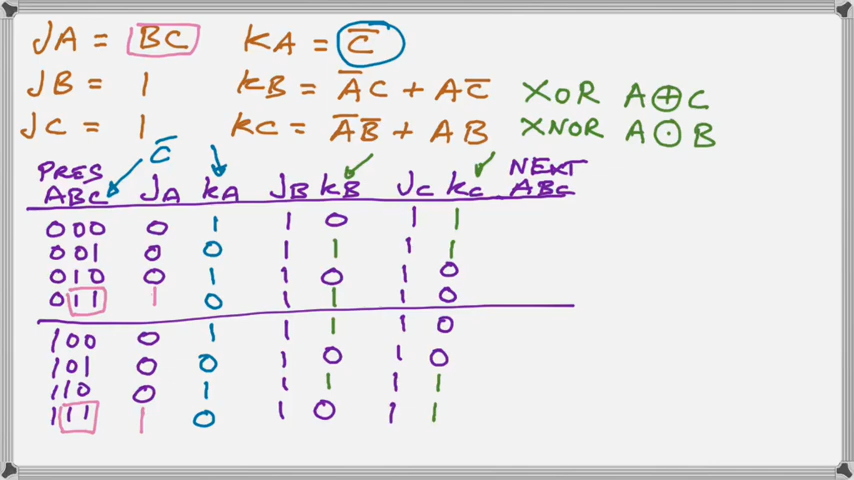 JA = BC KA = C̅
JB = 1 KB = A̅C + AC̅ XOR A⊕C
JC = 1 KC = A̅B̅ + AB XNOR A⊙B
C̅
PRES NEXT
ABC JA KA JB KB JC KC ABC
000 0 1 1 0 1 1
001 0 0 1 1 1 1
010 0 1 1 0 1 0
011 1 0 1 1 1 0
100 0 1 1 1 1 0
101 0 0 1 0 1 0
110 0 1 1 1 1 1
111 1 0 1 0 1 1